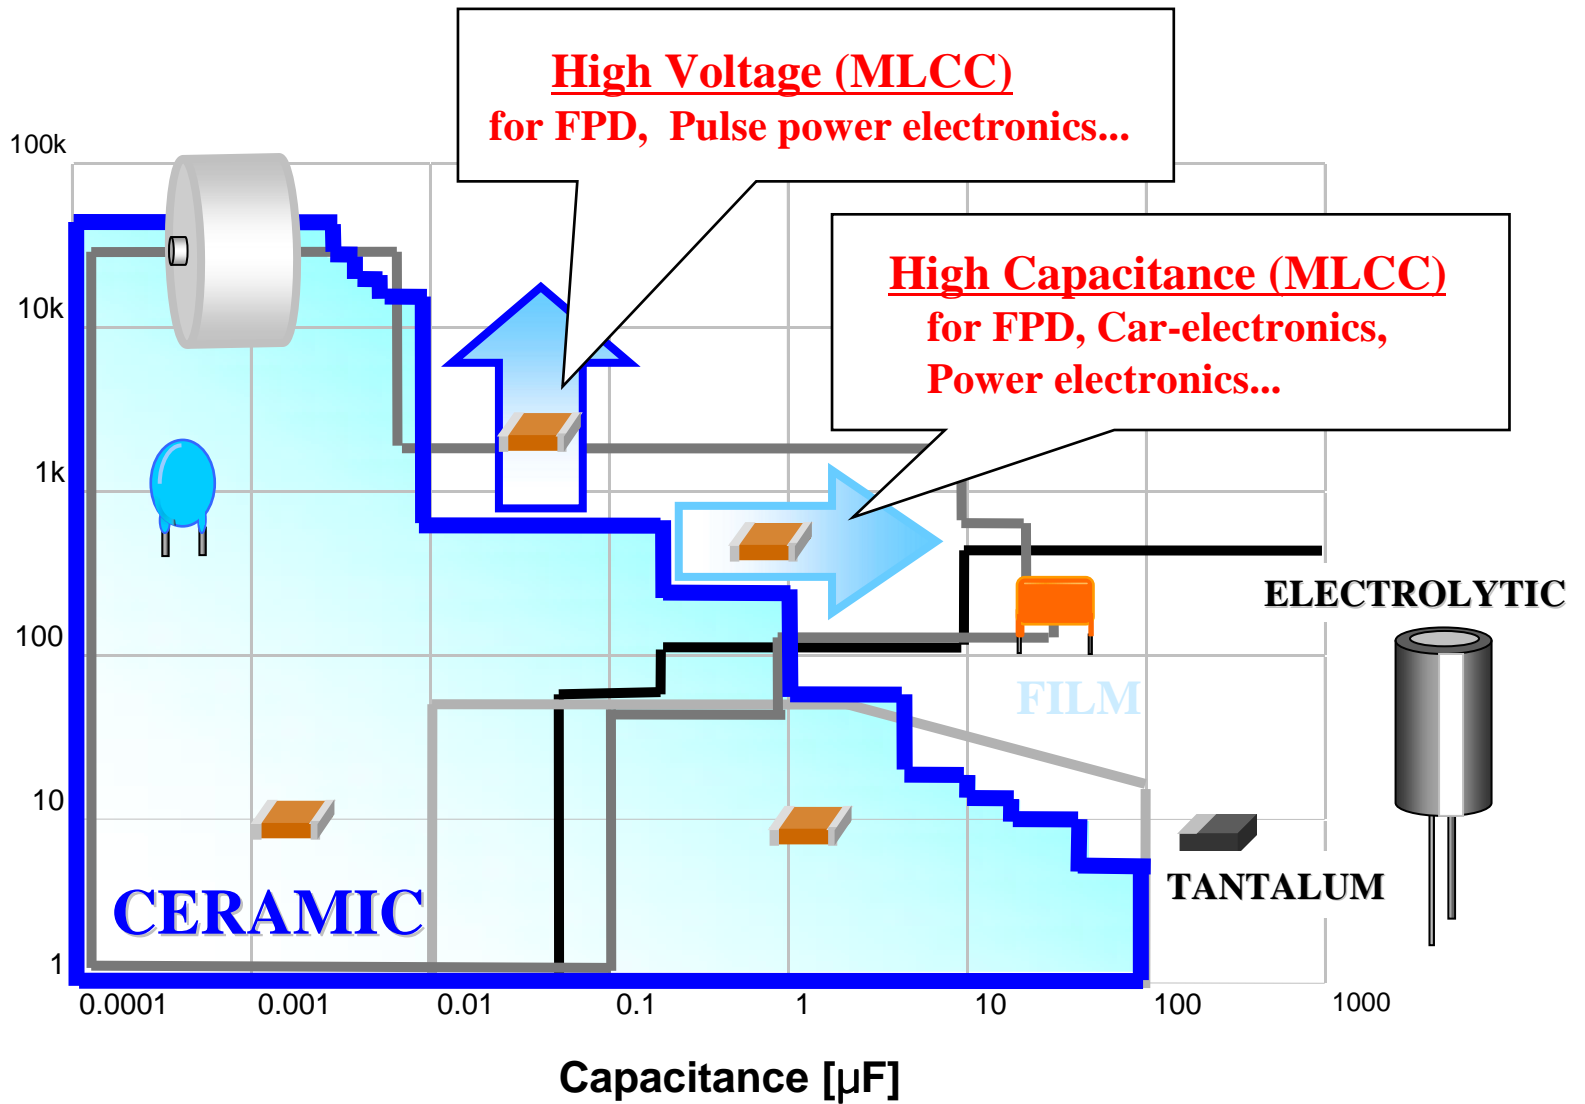 High Voltage (MLCC)
for FPD, Pulse power electronics...
High Capacitance (MLCC)
for FPD, Car-electronics,
Power electronics...
100k
10k
1k
100
10
1
ELECTROLYTIC
FILM
TANTALUM
CERAMIC
0.0001 0.001 0.01 0.1 1 10 100 1000
Capacitance [µF]